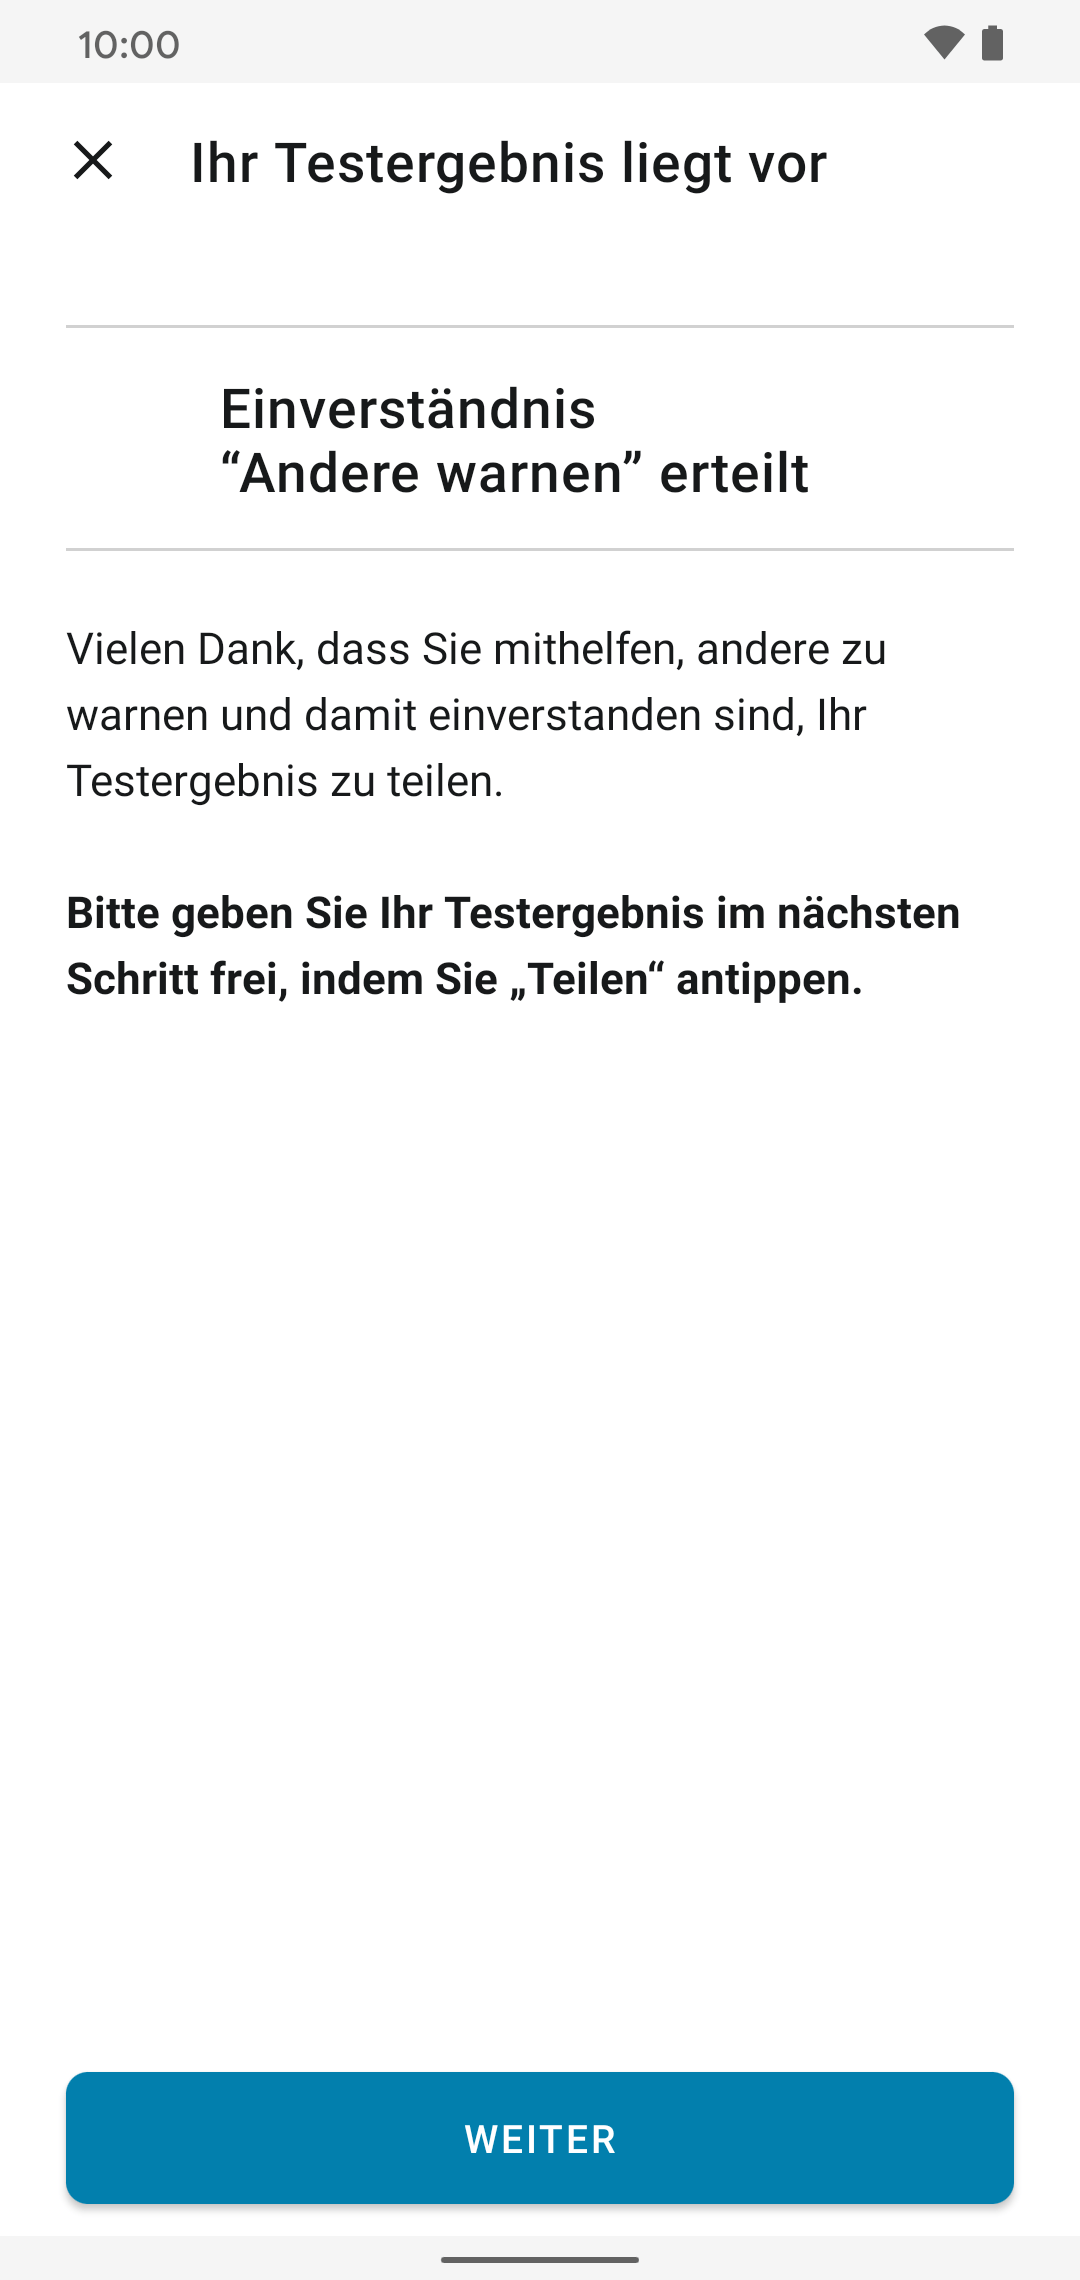 10:00
Ihr Testergebnis liegt vor
Einverständnis
“Andere warnen” erteilt
Vielen Dank, dass Sie mithelfen, andere zu
warnen und damit einverstanden sind, Ihr
Testergebnis zu teilen.
Bitte geben Sie Ihr Testergebnis im nächsten
Schritt frei, indem Sie „Teilen“ antippen.
WEITER